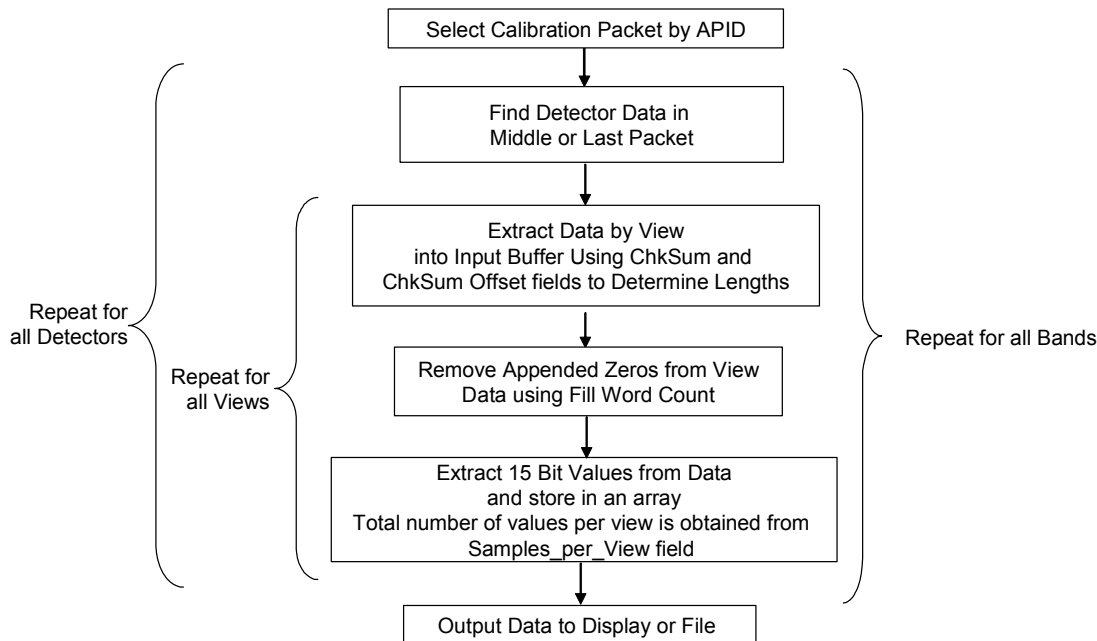 Select Calibration Packet by APID
Find Detector Data in
Middle or Last Packet
Extract Data by View
into Input Buffer Using ChkSum and
ChkSum Offset fields to Determine Lengths
Repeat for
all Detectors
Repeat for all Bands
Repeat for
all Views
Remove Appended Zeros from View
Data using Fill Word Count
Extract 15 Bit Values from Data
and store in an array
Total number of values per view is obtained from
Samples_per_View field
Output Data to Display or File